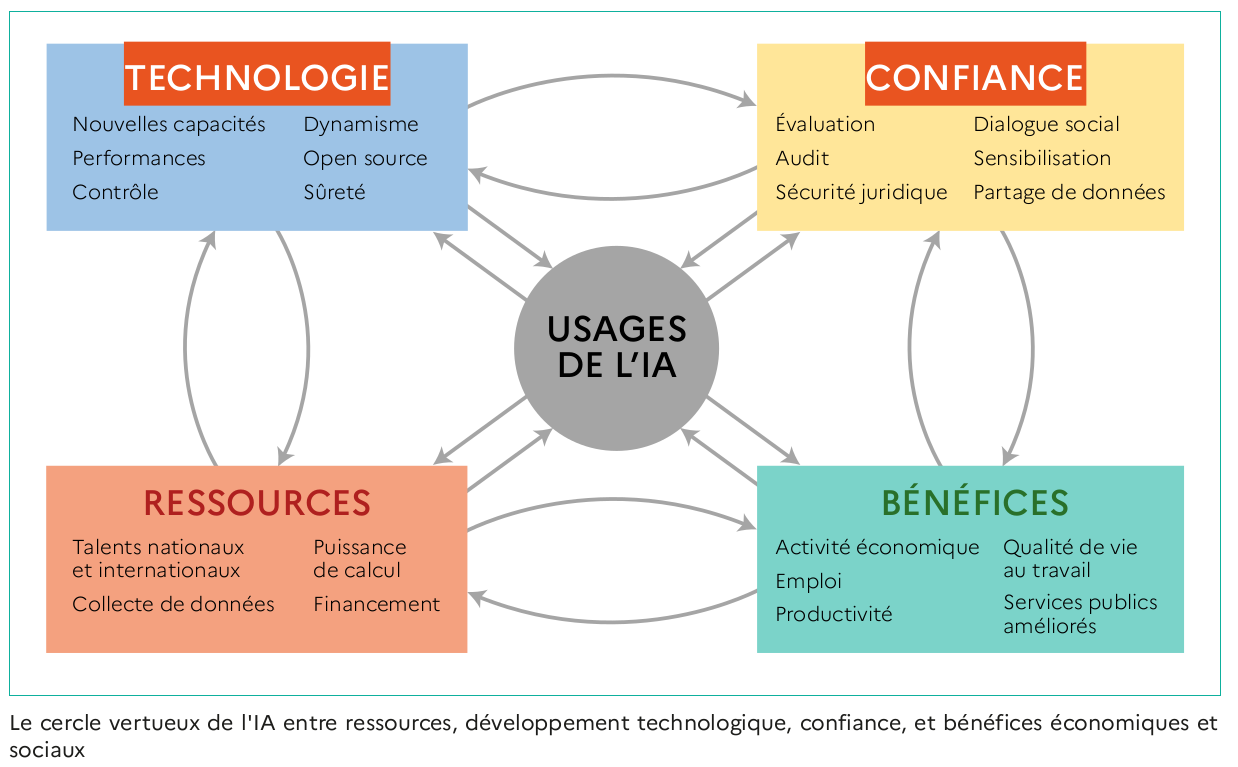 TECHNOLOGIE
Nouvelles capacités
Performances
Contrôle
Dynamisme
Open source
Sûreté
CONFIANCE
Évaluation
Audit
Sécurité juridique
Dialogue social
Sensibilisation
Partage de données
USAGES
DE L’IA
RESSOURCES
Talents nationaux
et internationaux
Collecte de données
Puissance
de calcul
Financement
BÉNÉFICES
Activité économique
Emploi
Productivité
Qualité de vie
au travail
Services publics
améliorés
Le cercle vertueux de l'IA entre ressources, développement technologique, confiance, et bénéfices économiques et
sociaux